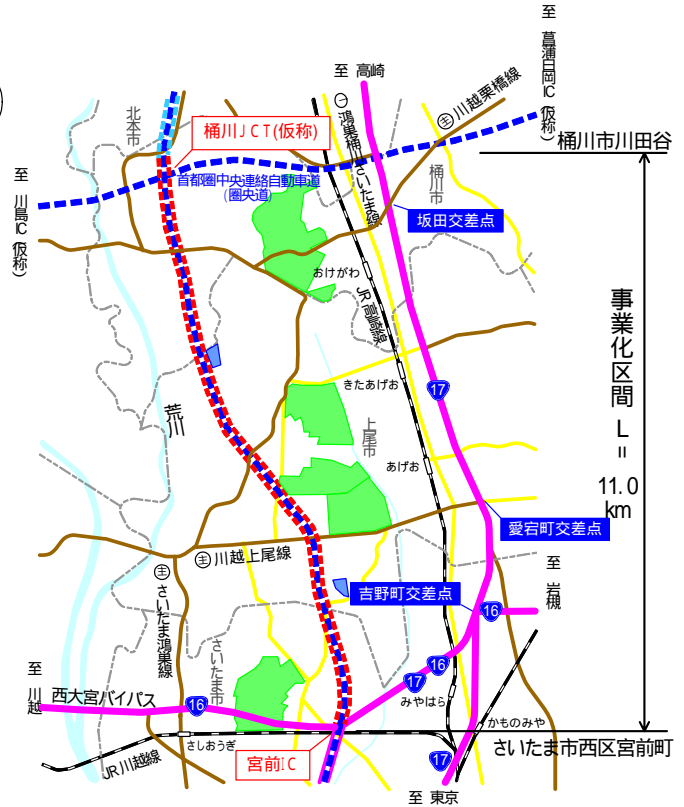 至 菖蒲白岡IC(仮称)
至 高崎
㊀鴻巣桶川さいたま線
㊤川越栗橋線
北本市
桶川JCT(仮称)
桶川市川田谷
桶川市
首都圏中央連絡自動車道
(圏央道)
至 川島IC(仮称)
坂田交差点
おけがわ
JR高崎線
事業化区間 L=11.0km
17
きたあげお
荒川
上尾市
あげお
愛宕町交差点
㊤川越上尾線
至 岩槻
㊤さいたま鴻巣線
吉野町交差点
16
さいたま市
至 川越
西大宮バイパス
16
17
16
みやはら
かものみや
さしおうぎ
さいたま市西区宮前町
JR川越線
宮前IC
17
至 東京